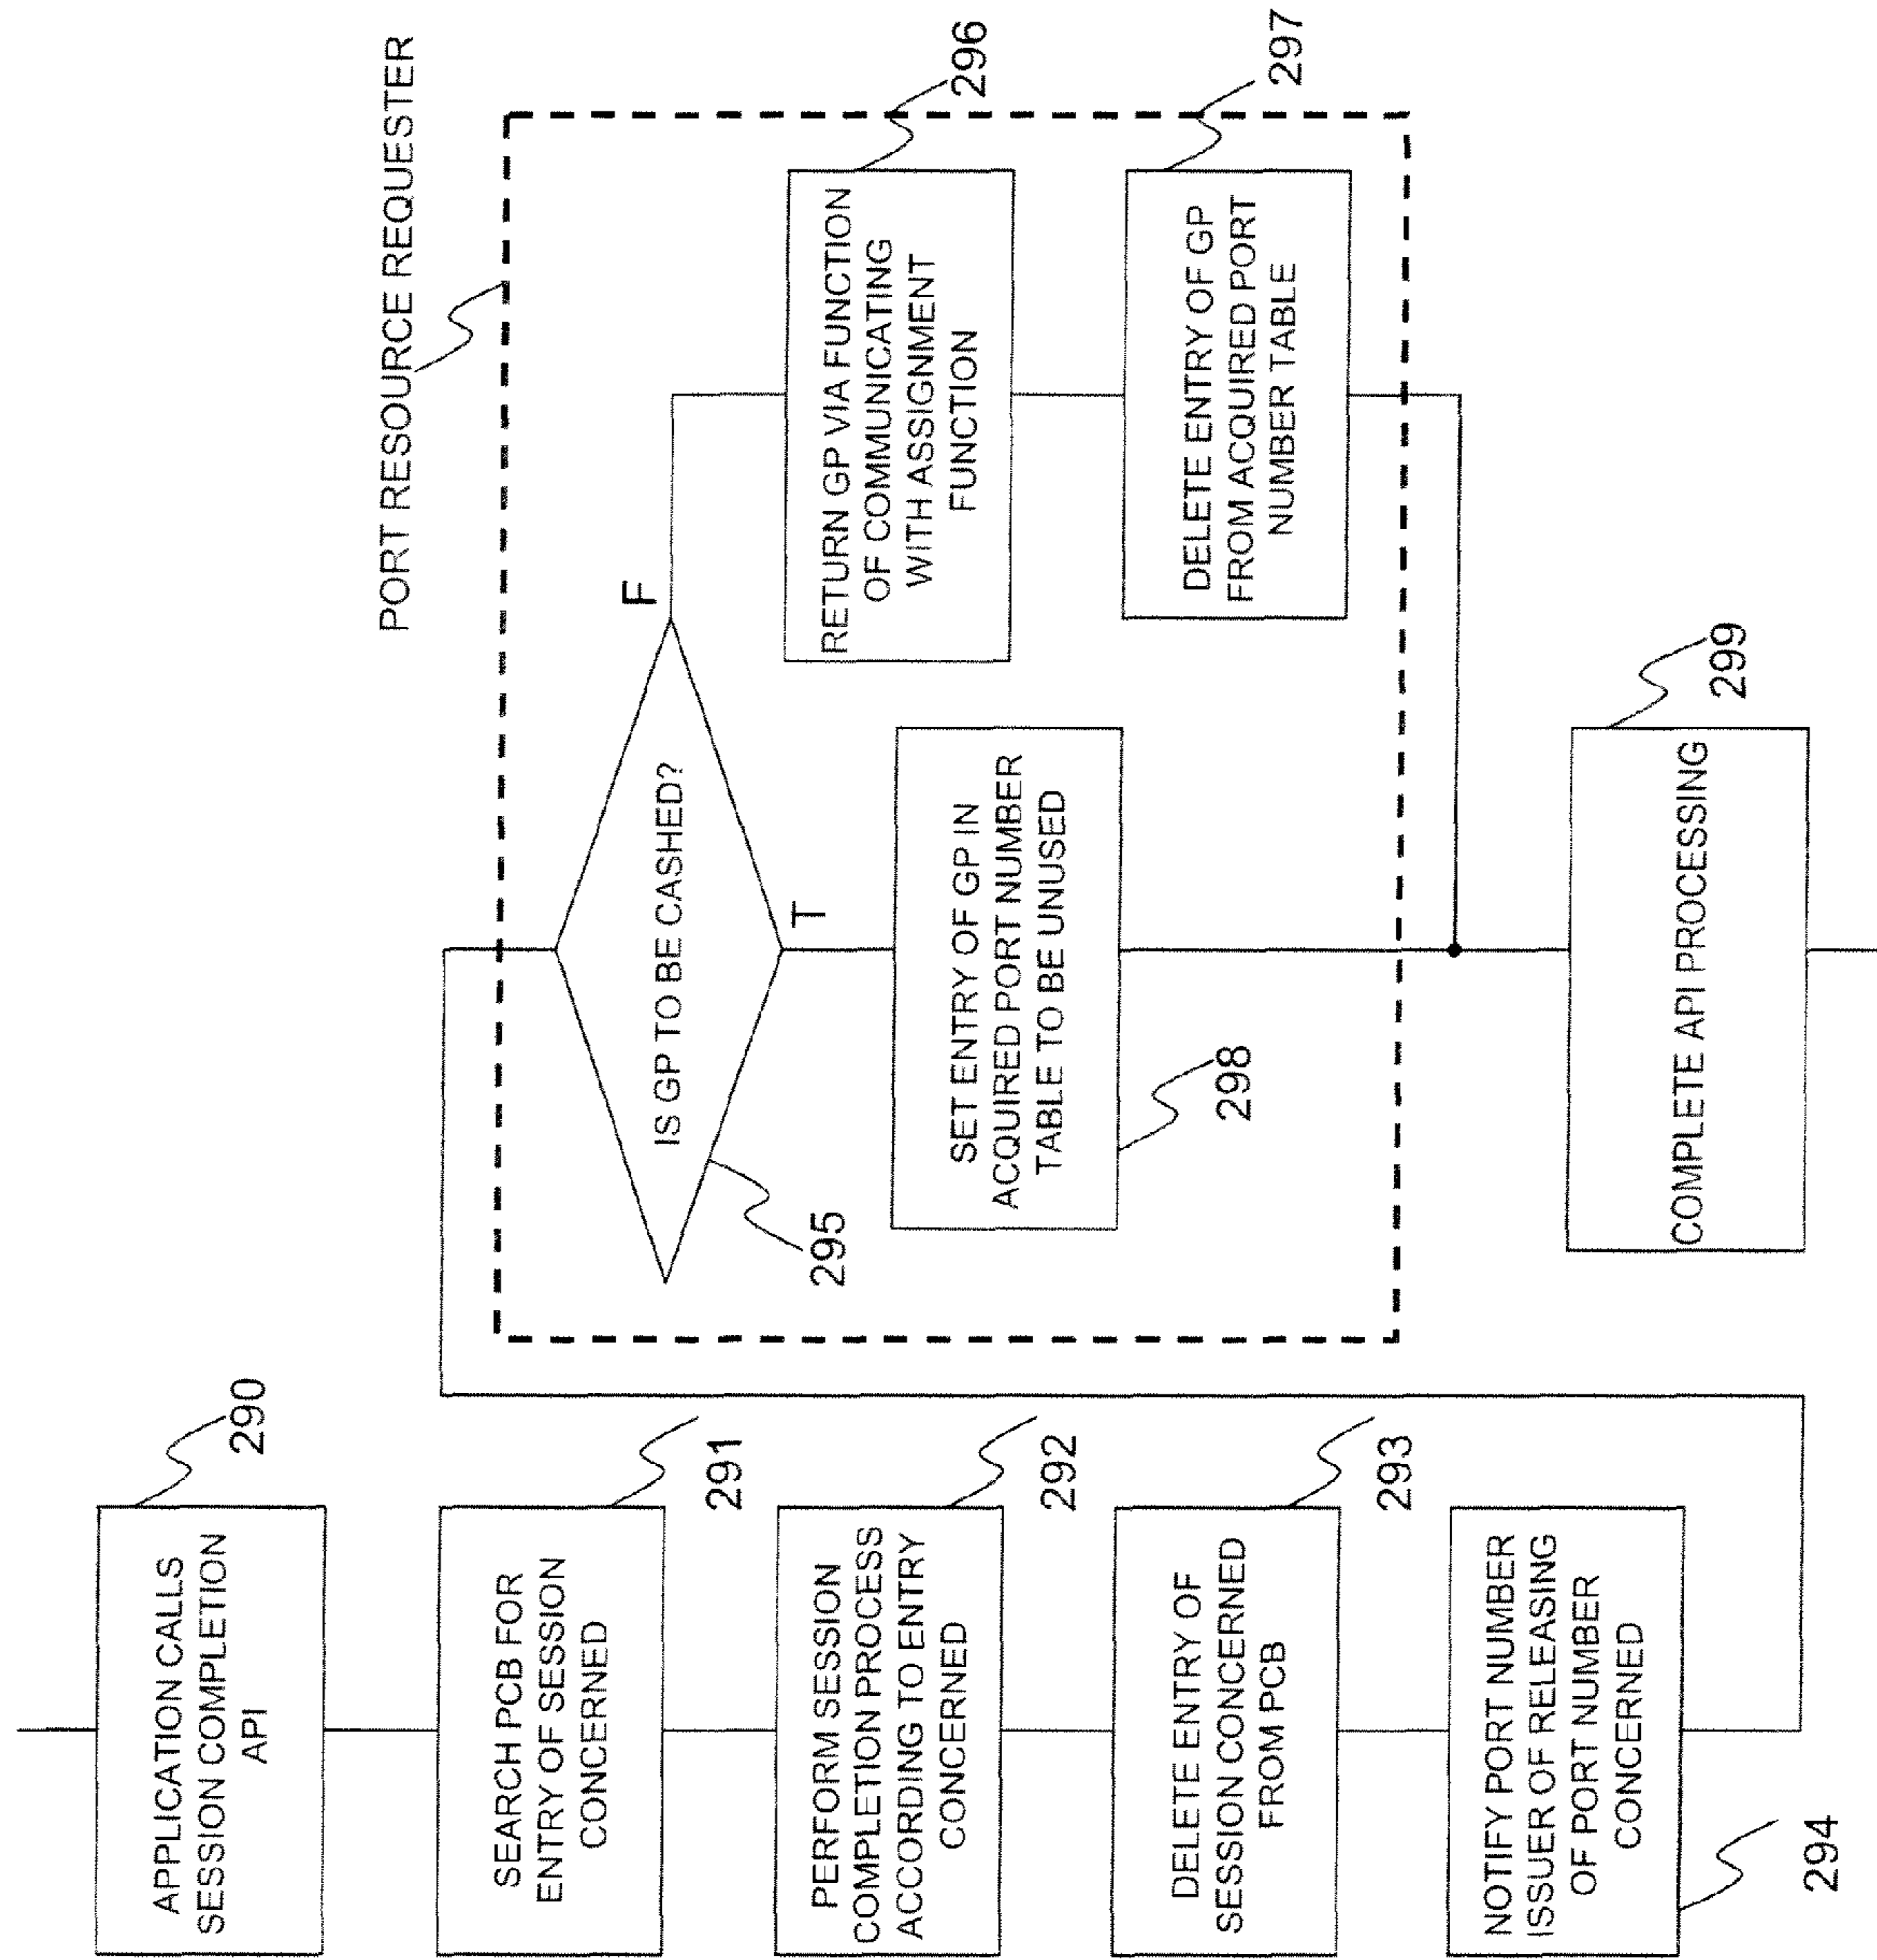 APPLICATION CALLS
SESSION COMPLETION
API
290
SEARCH PCB FOR
ENTRY OF SESSION
CONCERNED
291
PERFORM SESSION
COMPLETION PROCESS
ACCORDING TO ENTRY
CONCERNED
292
DELETE ENTRY OF
SESSION CONCERNED
FROM PCB
293
NOTIFY PORT NUMBER
ISSUER OF RELEASING
OF PORT NUMBER
CONCERNED
294
PORT RESOURCE REQUESTER
IS GP TO BE CASHED?
295
F
T
RETURN GP VIA FUNCTION
OF COMMUNICATING
WITH ASSIGNMENT
FUNCTION
296
DELETE ENTRY OF GP
FROM ACQUIRED PORT
NUMBER TABLE
297
SET ENTRY OF GP IN
ACQUIRED PORT NUMBER
TABLE TO BE UNUSED
298
COMPLETE API PROCESSING
299